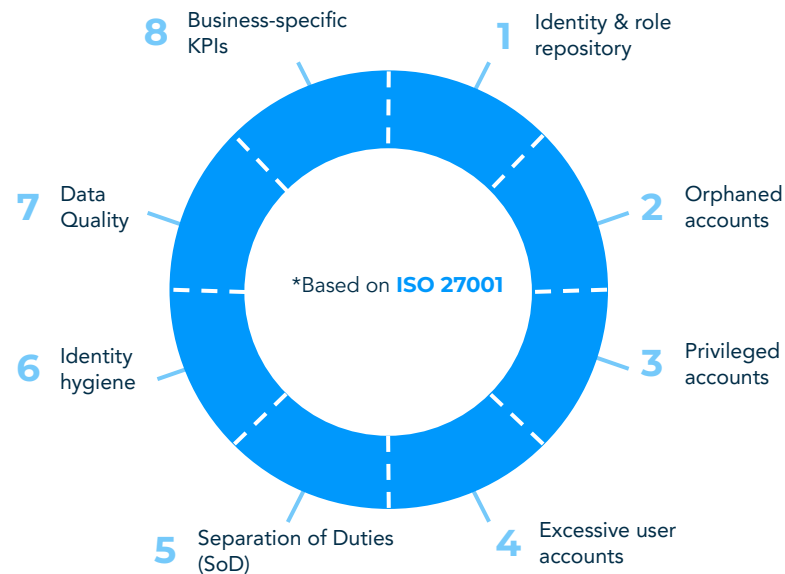 1
Identity & role
repository
2
Orphaned
accounts
3
Privileged
accounts
4
Excessive user
accounts
5
Separation of Duties
(SoD)
6
Identity
hygiene
7
Data
Quality
8
Business-specific
KPIs
*Based on ISO 27001